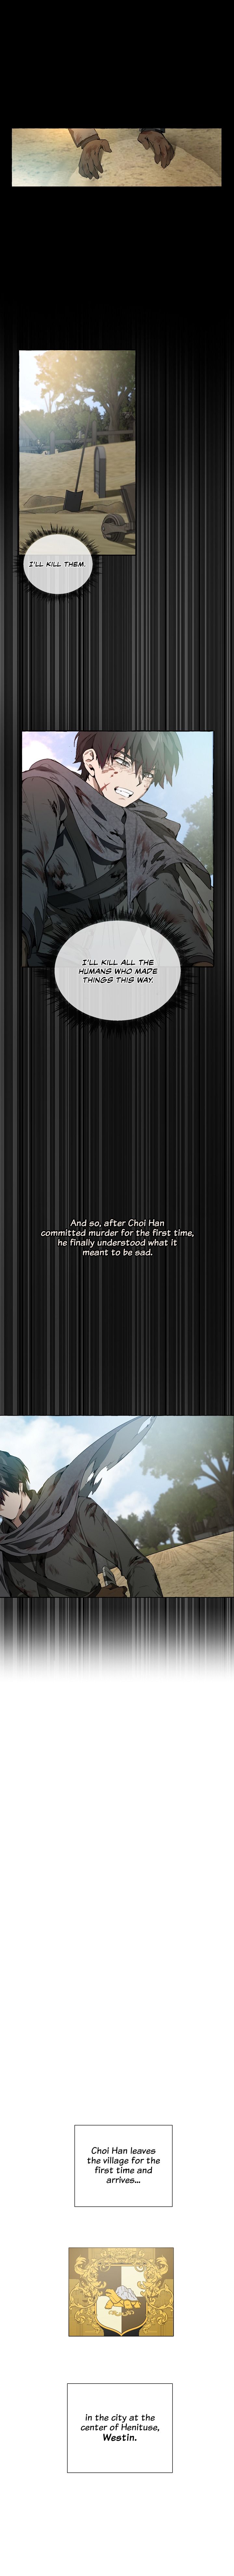 I'LL KILL THEM.
I'LL KILL ALL THE
HUMANS WHO MADE
THINGS THIS WAY.
And so, after Choi Han
committed murder for the first time,
he finally understood what it
meant to be sad.
Choi Han leaves
the village for the
first time and
arrives...
in the city at the
center of Henituse,
Westin.